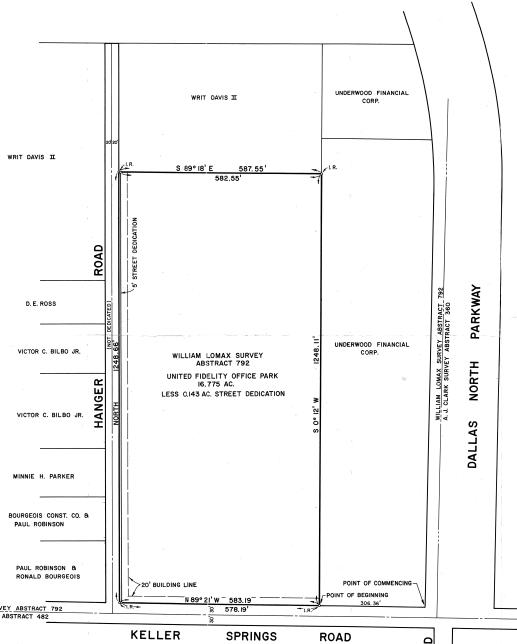 WRIT DAVIS II
UNDERWOOD FINANCIAL
CORP.
WRIT DAVIS II
I.R.
S 89° 18' E 587.55'
582.55'
I.R.
5' STREET DEDICATION
HANGER ROAD
(NOT DEDICATED)
NORTH 1248.66'
D.E. ROSS
VICTOR C. BILBO JR.
VICTOR C. BILBO JR.
MINNIE H. PARKER
BOURGEOIS CONST. CO. &
PAUL ROBINSON
PAUL ROBINSON &
RONALD BOURGEOIS
WILLIAM LOMAX SURVEY
ABSTRACT 792
UNITED FIDELITY OFFICE PARK
16.775 AC.
LESS 0.143 AC. STREET DEDICATION
S 0° 12' W 1248.11'
UNDERWOOD FINANCIAL
CORP.
WILLIAM LOMAX SURVEY ABSTRACT 792
A. J. CLARK SURVEY ABSTRACT 360
DALLAS NORTH PARKWAY
20' BUILDING LINE
POINT OF COMMENCING
POINT OF BEGINNING
306.36'
N 89° 21' W 583.19'
578.19'
I.R.
I.R.
30'
30'
VEY ABSTRACT 792
ABSTRACT 482
KELLER SPRINGS ROAD
D